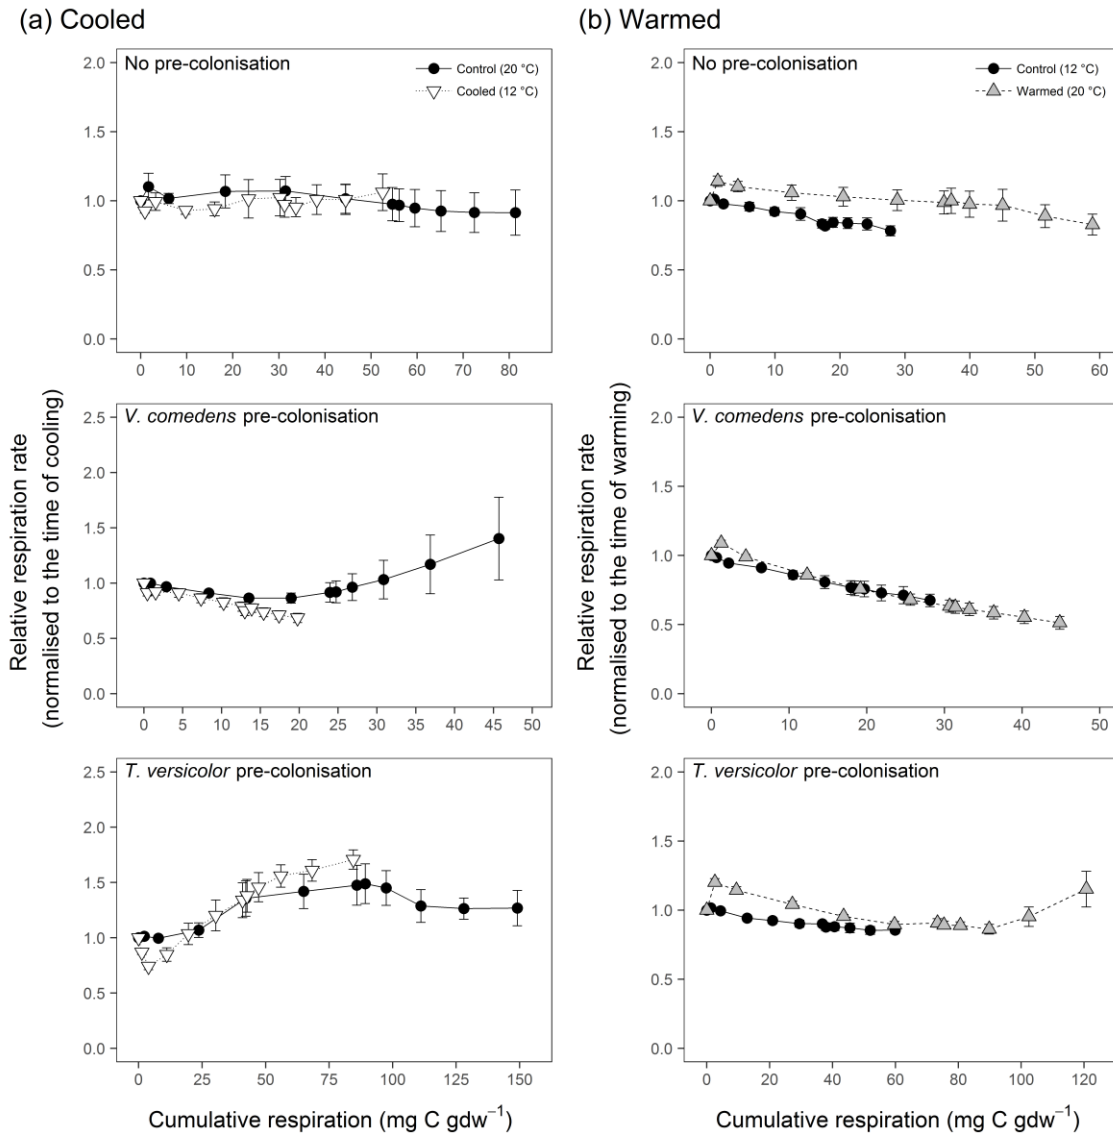 (a) Cooled
(b) Warmed
No pre-colonisation
Control (20 °C)
Cooled (12 °C)
2.0
1.5
1.0
0.5
0.0
0 10 20 30 40 50 60 70 80
No pre-colonisation
Control (12 °C)
Warmed (20 °C)
2.0
1.5
1.0
0.5
0.0
0 10 20 30 40 50 60
Relative respiration rate
(normalised to the time of cooling)
V. comedens pre-colonisation
2.5
2.0
1.5
1.0
0.5
0.0
0 5 10 15 20 25 30 35 40 45 50
Relative respiration rate
(normalised to the time of warming)
V. comedens pre-colonisation
2.0
1.5
1.0
0.5
0.0
0 10 20 30 40 50
T. versicolor pre-colonisation
2.5
2.0
1.5
1.0
0.5
0.0
0 25 50 75 100 125 150
Cumulative respiration (mg C gdw⁻¹)
T. versicolor pre-colonisation
2.0
1.5
1.0
0.5
0.0
0 20 40 60 80 100 120
Cumulative respiration (mg C gdw⁻¹)